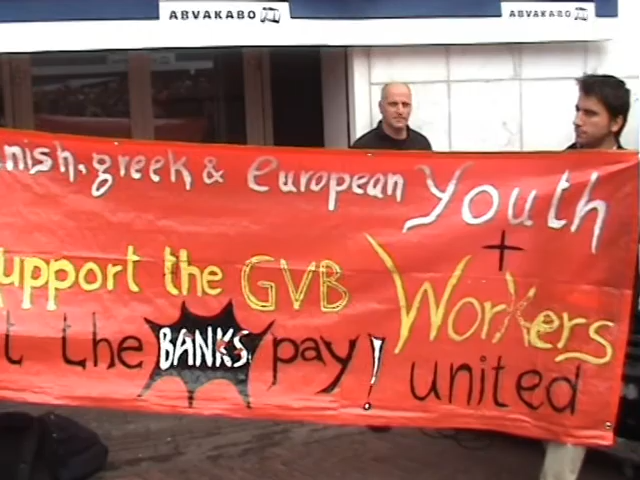 ABVAKABO ABVAKABO
nish, greek & european Youth
+
upport the GVB Workers
t the BANKS pay! united